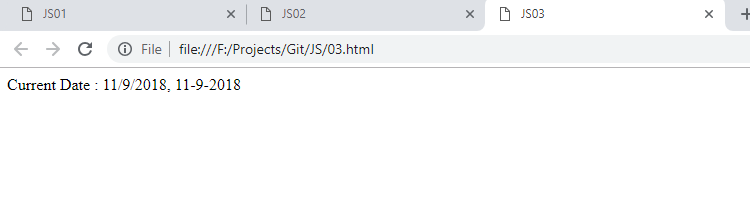 JS01 JS02 JS03
File file:///F:/Projects/Git/JS/03.html
Current Date : 11/9/2018, 11-9-2018